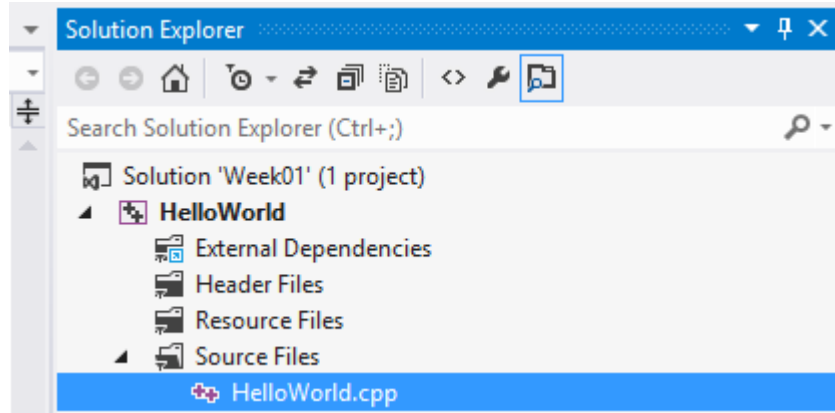 Solution Explorer
Search Solution Explorer (Ctrl+;)
Solution 'Week01' (1 project)
HelloWorld
External Dependencies
Header Files
Resource Files
Source Files
HelloWorld.cpp